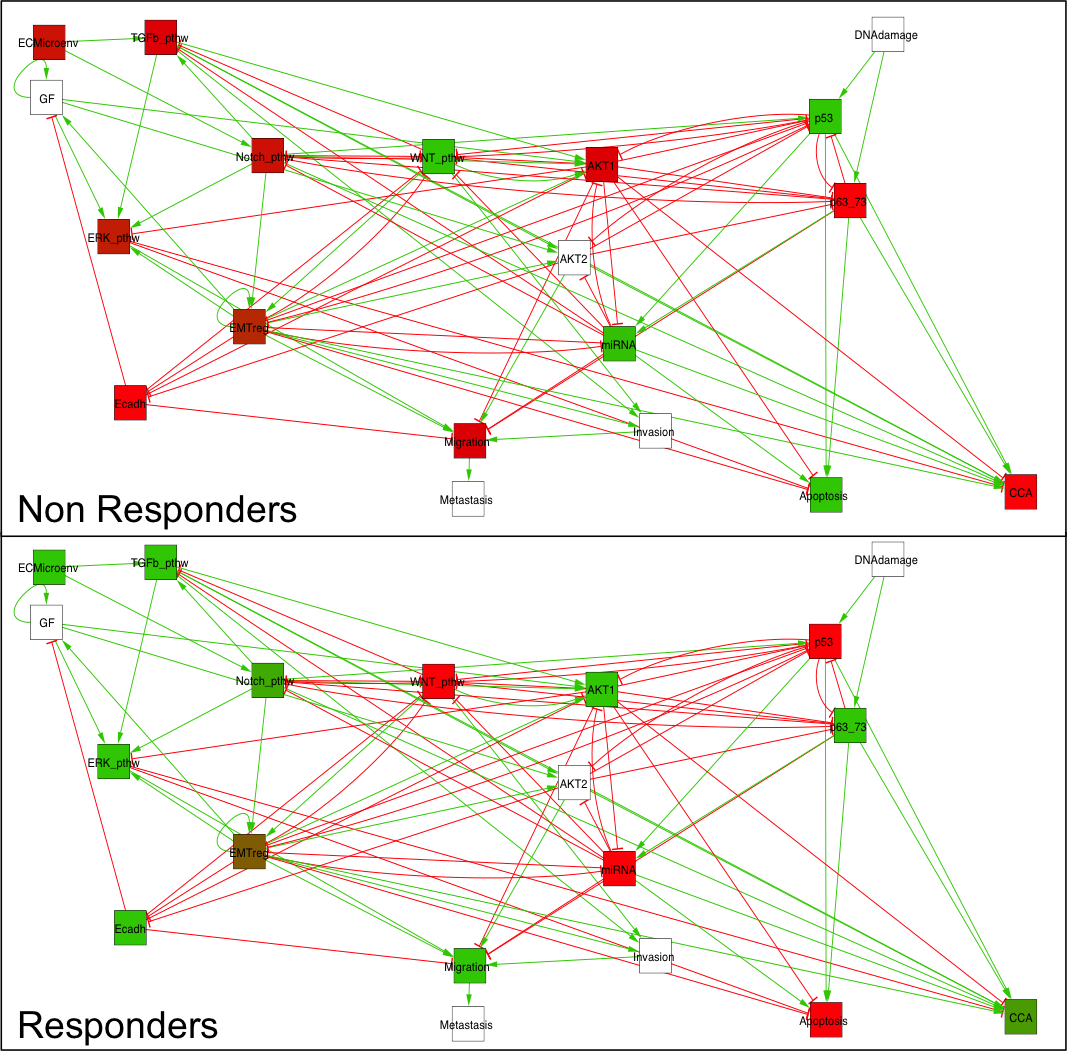 ECMicroenv
TGFb_pthw
DNAdamage
GF
p53
Notch_pthw
WNT_pthw
AKT1
p63_73
ERK_pthw
AKT2
EMTreg
miRNA
Ecadh
Migration
Invasion
Metastasis
Apoptosis
CCA
Non Responders
ECMicroenv
TGFb_pthw
DNAdamage
GF
p53
Notch_pthw
WNT_pthw
AKT1
p63_73
ERK_pthw
AKT2
EMTreg
miRNA
Ecadh
Migration
Invasion
Metastasis
Apoptosis
CCA
Responders